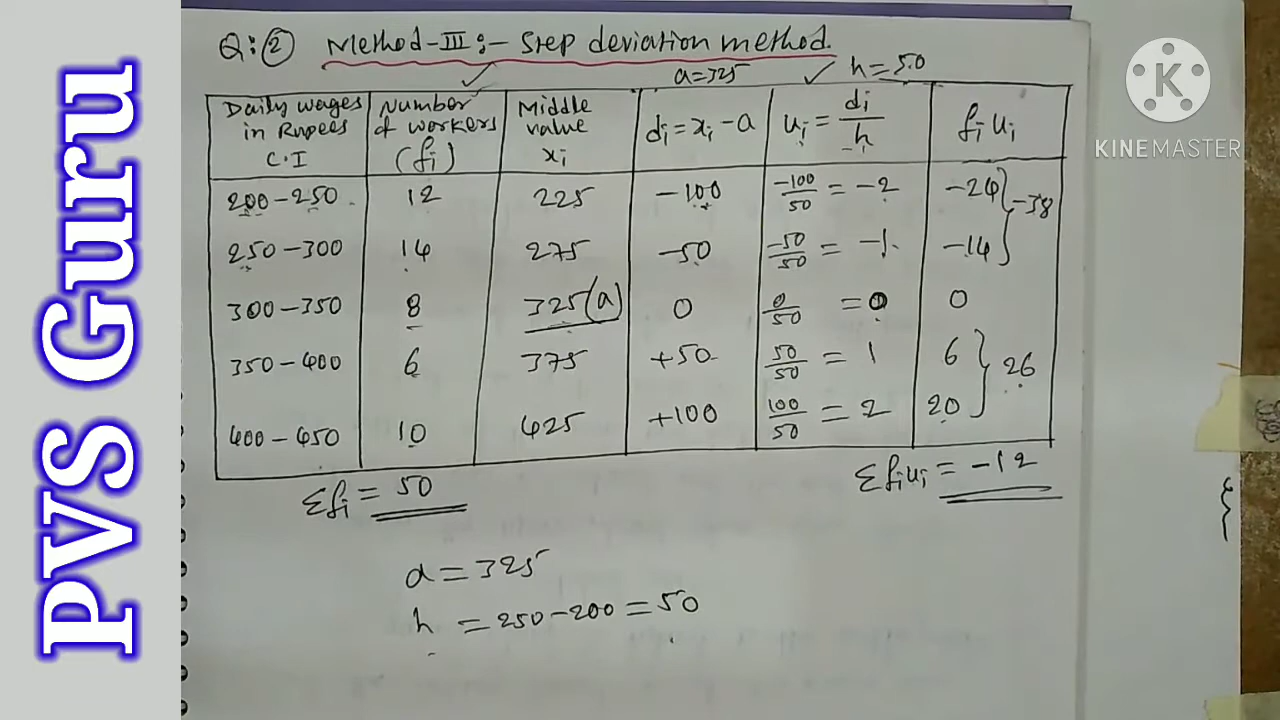 PVS Guru
Q:② Method-III:- Step deviation method
a=325 ✓ h=50
Daily wages in Rupees C.I | Number of workers (fi) | Middle value xi | di = xi - a | ui = di/h | fi ui
200-250 | 12 | 225 | -100 | -100/50 = -2 | -24
250-300 | 14 | 275 | -50 | -50/50 = -1 | -14 } -38
300-350 | 8 | 325(a) | 0 | 0/50 = 0 | 0
350-400 | 6 | 375 | +50 | 50/50 = 1 | 6
400-450 | 10 | 425 | +100 | 100/50 = 2 | 20 } 26
Σfi = 50 Σfiui = -12
a = 325
h = 250-200 = 50
K
KINEMASTER